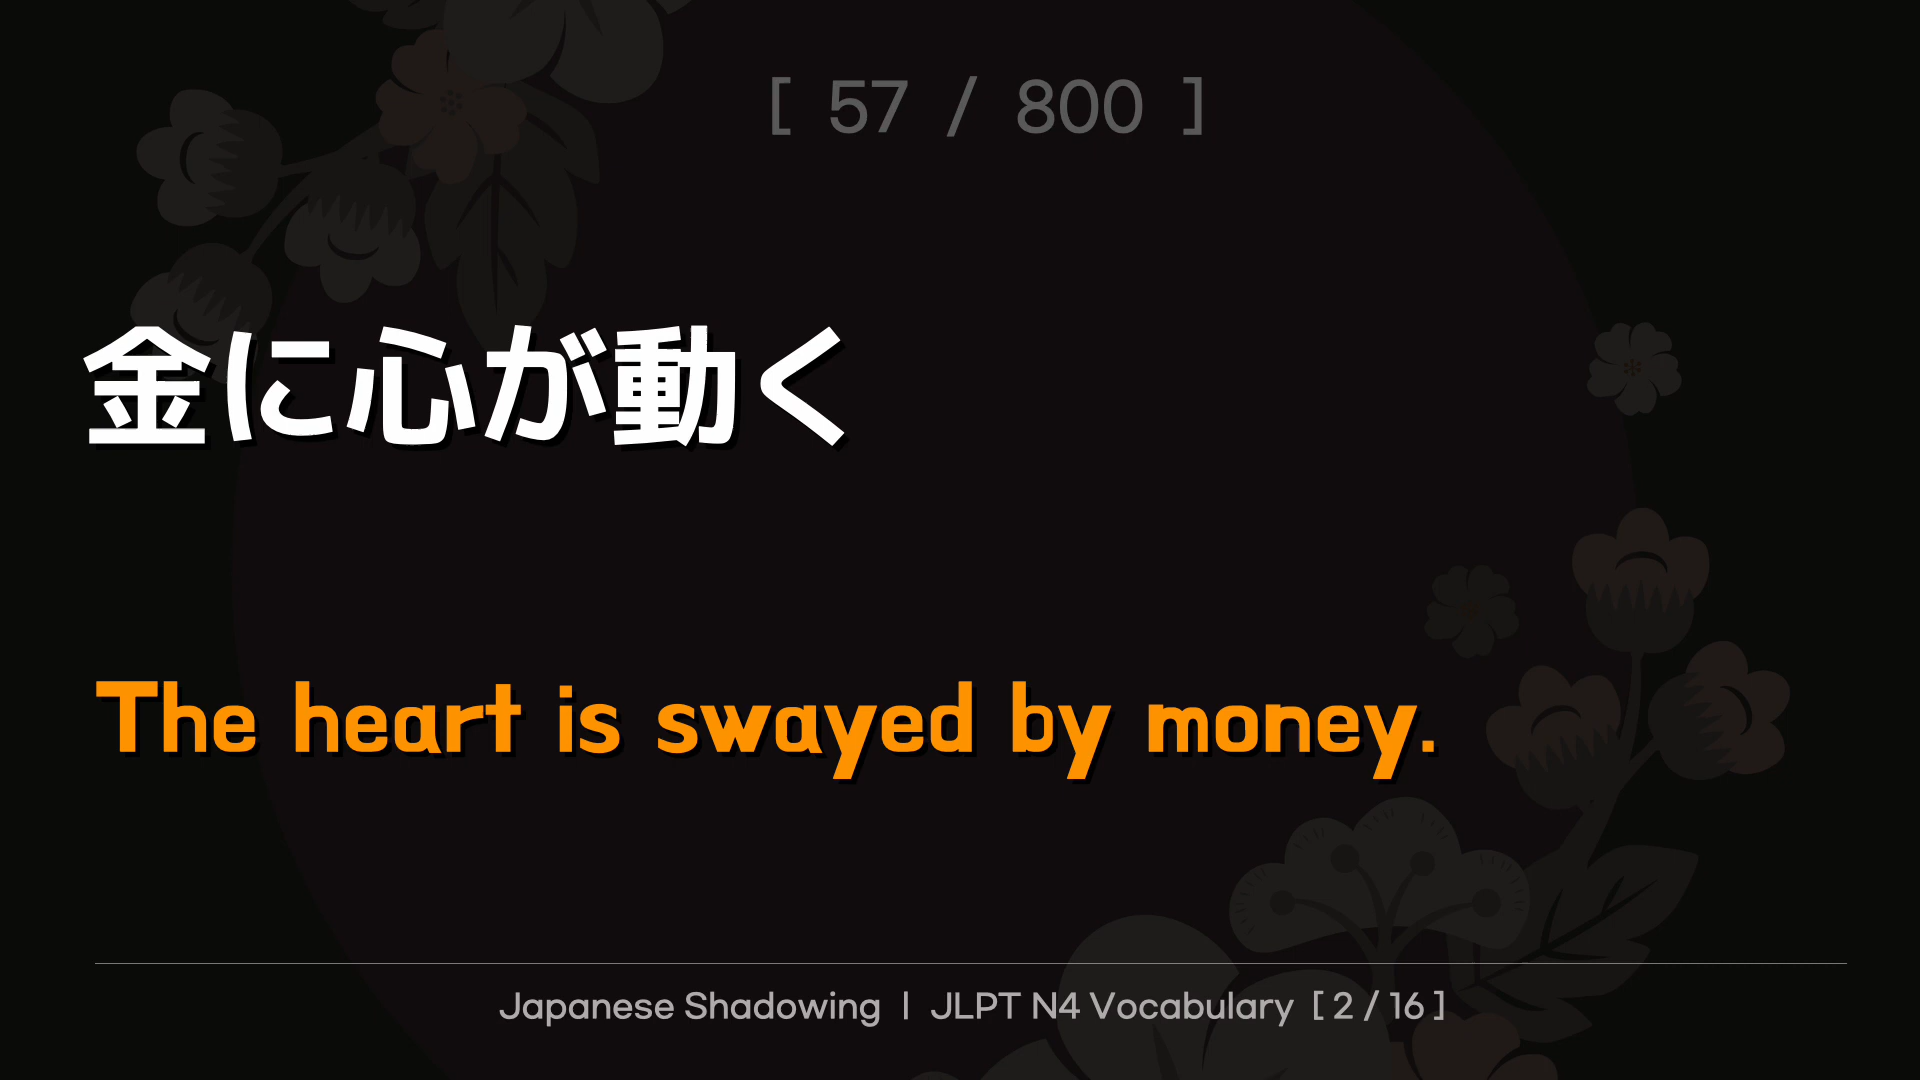 [ 57 / 800 ]
金に心が動く
The heart is swayed by money.
Japanese Shadowing | JLPT N4 Vocabulary [ 2 / 16 ]